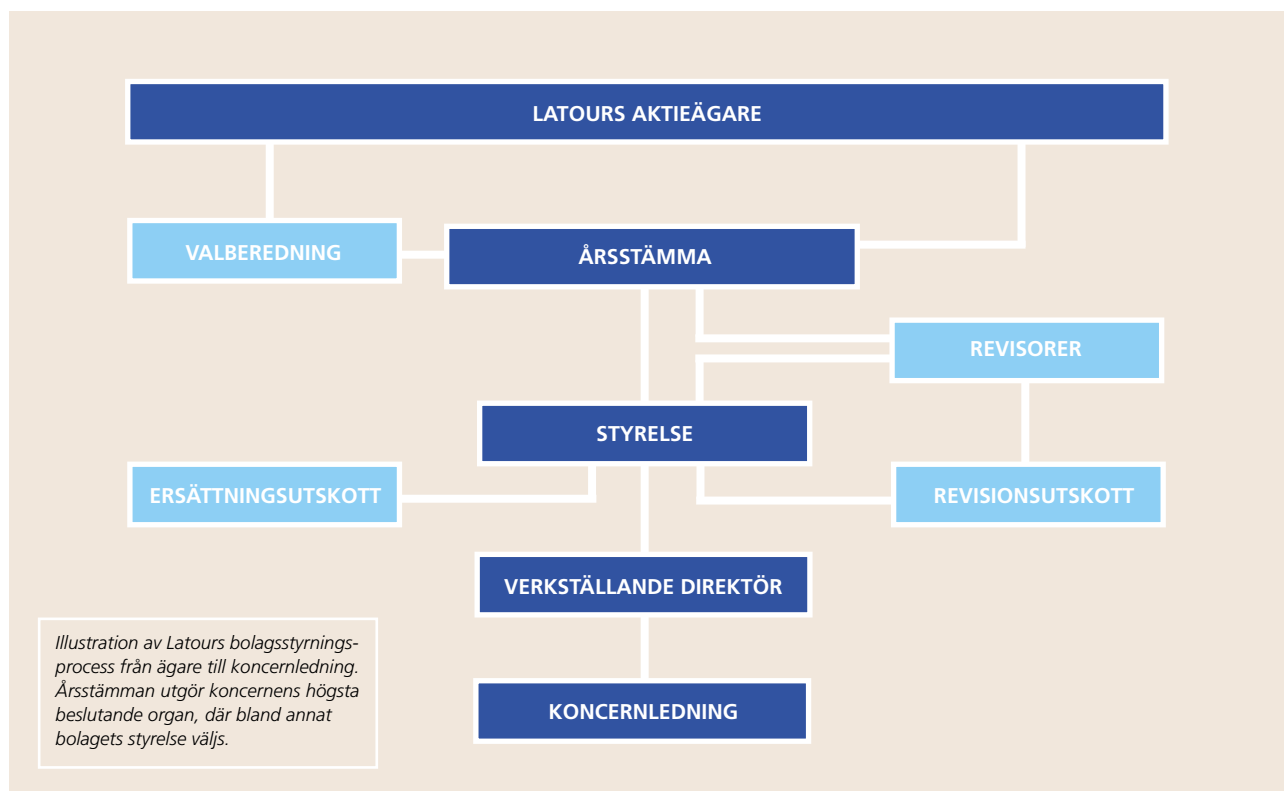 LATOURS AKTIEÄGARE
VALBEREDNING
ÅRSSTÄMMA
REVISORER
STYRELSE
ERSÄTTNINGSUTSKOTT
REVISIONSUTSKOTT
VERKSTÄLLANDE DIREKTÖR
KONCERNLEDNING
Illustration av Latours bolagsstyrnings-
process från ägare till koncernledning.
Årsstämman utgör koncernens högsta
beslutande organ, där bland annat
bolagets styrelse väljs.